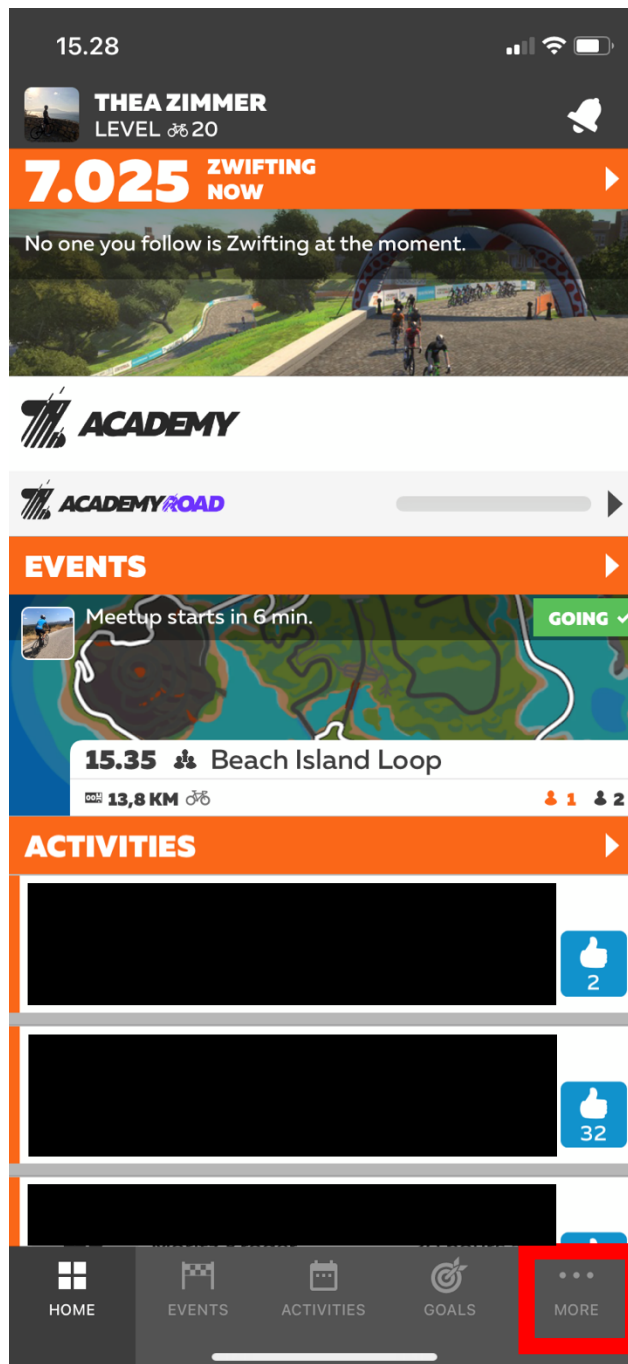 15.28
THEA ZIMMER
LEVEL 20
7.025 ZWIFTING NOW
No one you follow is Zwifting at the moment.
ACADEMY
ACADEMY ROAD
EVENTS
Meetup starts in 6 min.
GOING
15.35 Beach Island Loop
13,8 KM
1 2
ACTIVITIES
2
32
HOME EVENTS ACTIVITIES GOALS MORE